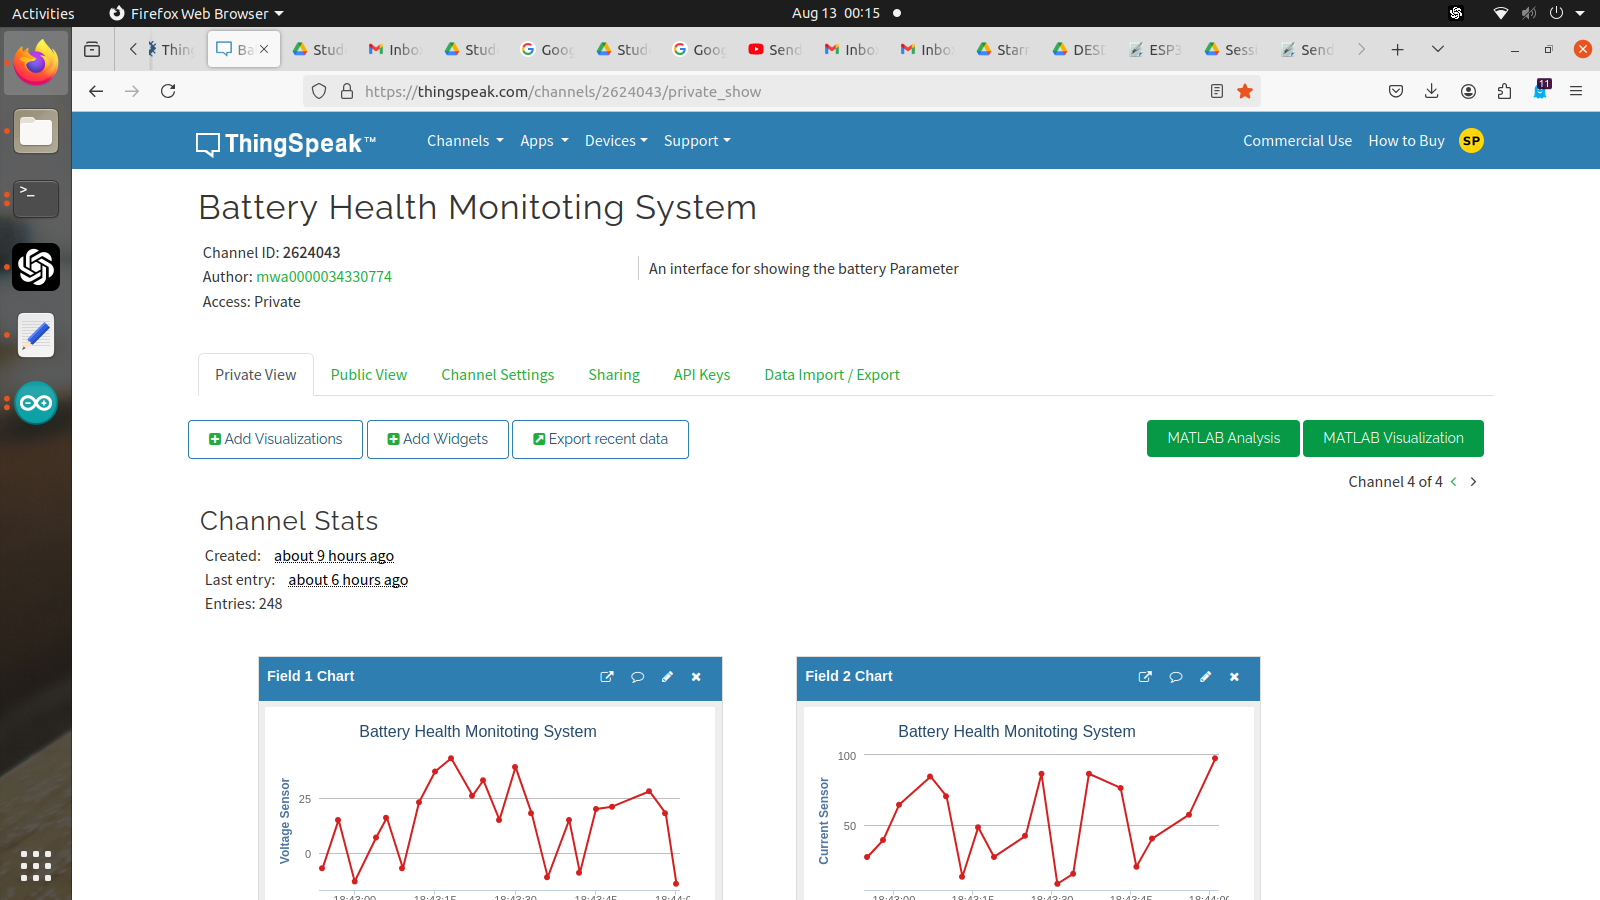 Activities
Firefox Web Browser
Aug 13 00:15
Thin
Ba
Stud
Inbo
Stud
Goog
Stud
Goog
Send
Inbo
Inbo
Starr
DESD
ESP3
Sessi
Send
https://thingspeak.com/channels/2624043/private_show
11
ThingSpeak™
Channels
Apps
Devices
Support
Commercial Use
How to Buy
SP
Battery Health Monitoting System
Channel ID: 2624043
Author: mwa0000034330774
Access: Private
An interface for showing the battery Parameter
Private View
Public View
Channel Settings
Sharing
API Keys
Data Import / Export
Add Visualizations
Add Widgets
Export recent data
MATLAB Analysis
MATLAB Visualization
Channel 4 of 4
Channel Stats
Created: about 9 hours ago
Last entry: about 6 hours ago
Entries: 248
Field 1 Chart
Battery Health Monitoting System
Voltage Sensor
25
0
18:43:00
18:43:15
18:43:30
18:43:45
18:44:0
Field 2 Chart
Battery Health Monitoting System
Current Sensor
100
50
18:43:00
18:43:15
18:43:30
18:43:45
18:44:00